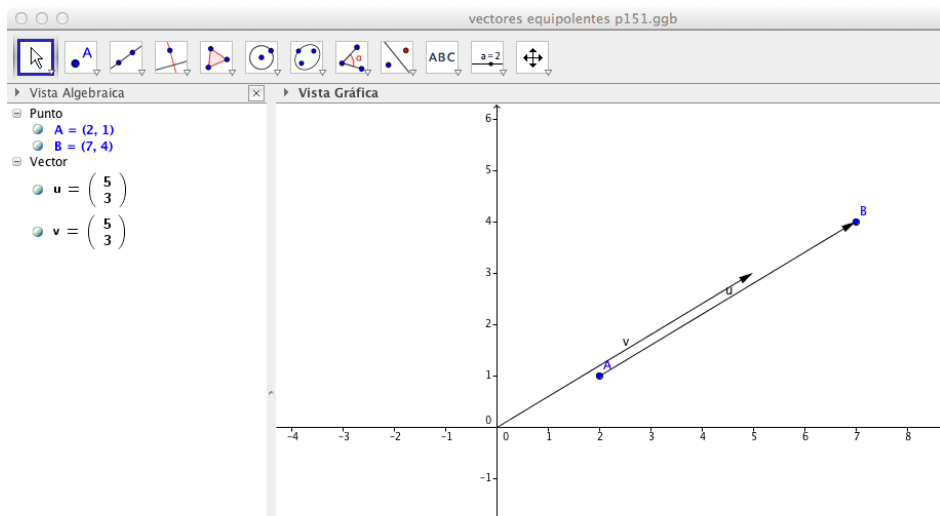 vectores equipolentes p151.ggb
A
α
ABC
a=2
Vista Algebraica
Vista Gráfica
Punto
A = (2, 1)
B = (7, 4)
Vector
u = ( 5 3 )
v = ( 5 3 )
6
5
4
3
2
1
0
-1
B
u
v
A
-4 -3 -2 -1 0 1 2 3 4 5 6 7 8